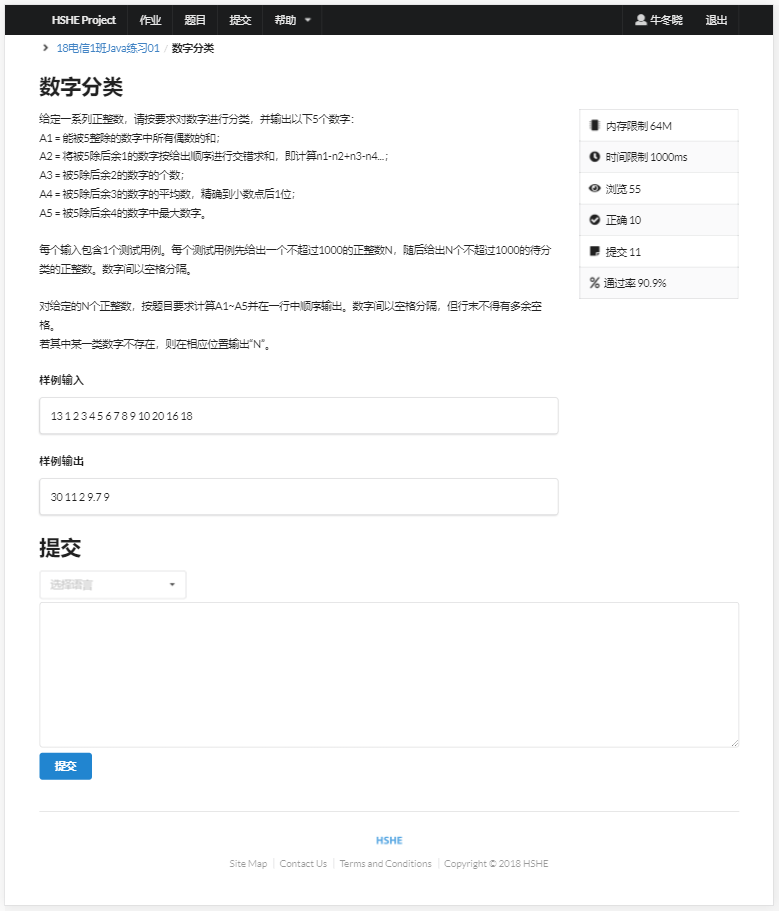 HSHE Project 作业 题目 提交 帮助 牛冬晓 退出
18电信1班Java练习01 / 数字分类
数字分类
给定一系列正整数，请按要求对数字进行分类，并输出以下5个数字：
A1 = 能被5整除的数字中所有偶数的和；
A2 = 将被5除后余1的数字按给出顺序进行交错求和，即计算n1-n2+n3-n4...；
A3 = 被5除后余2的数字的个数；
A4 = 被5除后余3的数字的平均数，精确到小数点后1位；
A5 = 被5除后余4的数字中最大数字。
每个输入包含1个测试用例。每个测试用例先给出一个不超过1000的正整数N，随后给出N个不超过1000的待分
类的正整数。数字间以空格分隔。
对给定的N个正整数，按题目要求计算A1~A5并在一行中顺序输出。数字间以空格分隔，但行末不得有多余空
格。
若其中某一类数字不存在，则在相应位置输出“N”。
内存限制 64M
时间限制 1000ms
浏览 55
正确 10
提交 11
通过率 90.9%
样例输入
13 1 2 3 4 5 6 7 8 9 10 20 16 18
样例输出
30 11 2 9.7 9
提交
选择语言
提交
HSHE
Site Map | Contact Us | Terms and Conditions | Copyright © 2018 HSHE